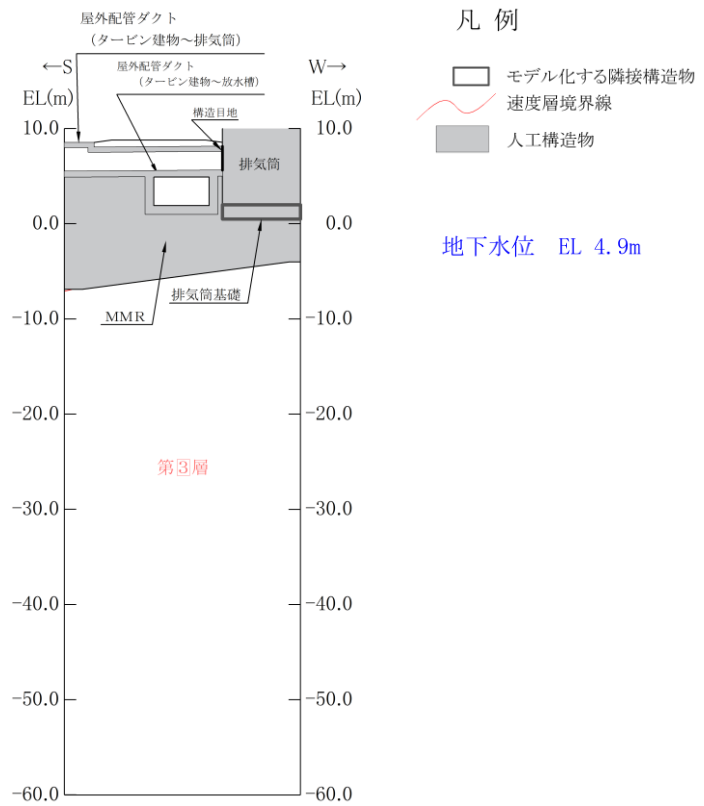 屋外配管ダクト
（タービン建物～排気筒）
←S
屋外配管ダクト
（タービン建物～放水槽）
W→
EL(m)
EL(m)
構造目地
10.0
10.0
排気筒
0.0
0.0
排気筒基礎
MMR
-10.0
-10.0
-20.0
-20.0
第③層
-30.0
-30.0
-40.0
-40.0
-50.0
-50.0
-60.0
-60.0
凡 例
モデル化する隣接構造物
速度層境界線
人工構造物
地下水位 EL 4.9m